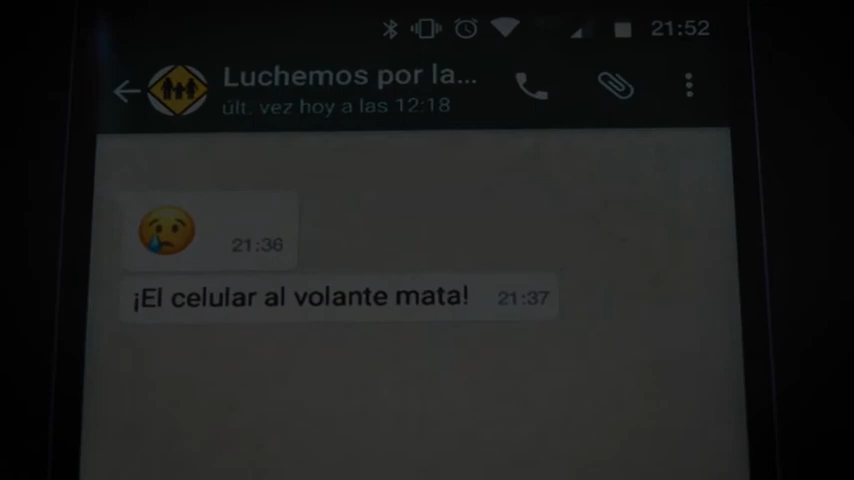 21:52
Luchemos por la...
últ. vez hoy a las 12:18
21:36
¡El celular al volante mata! 21:37